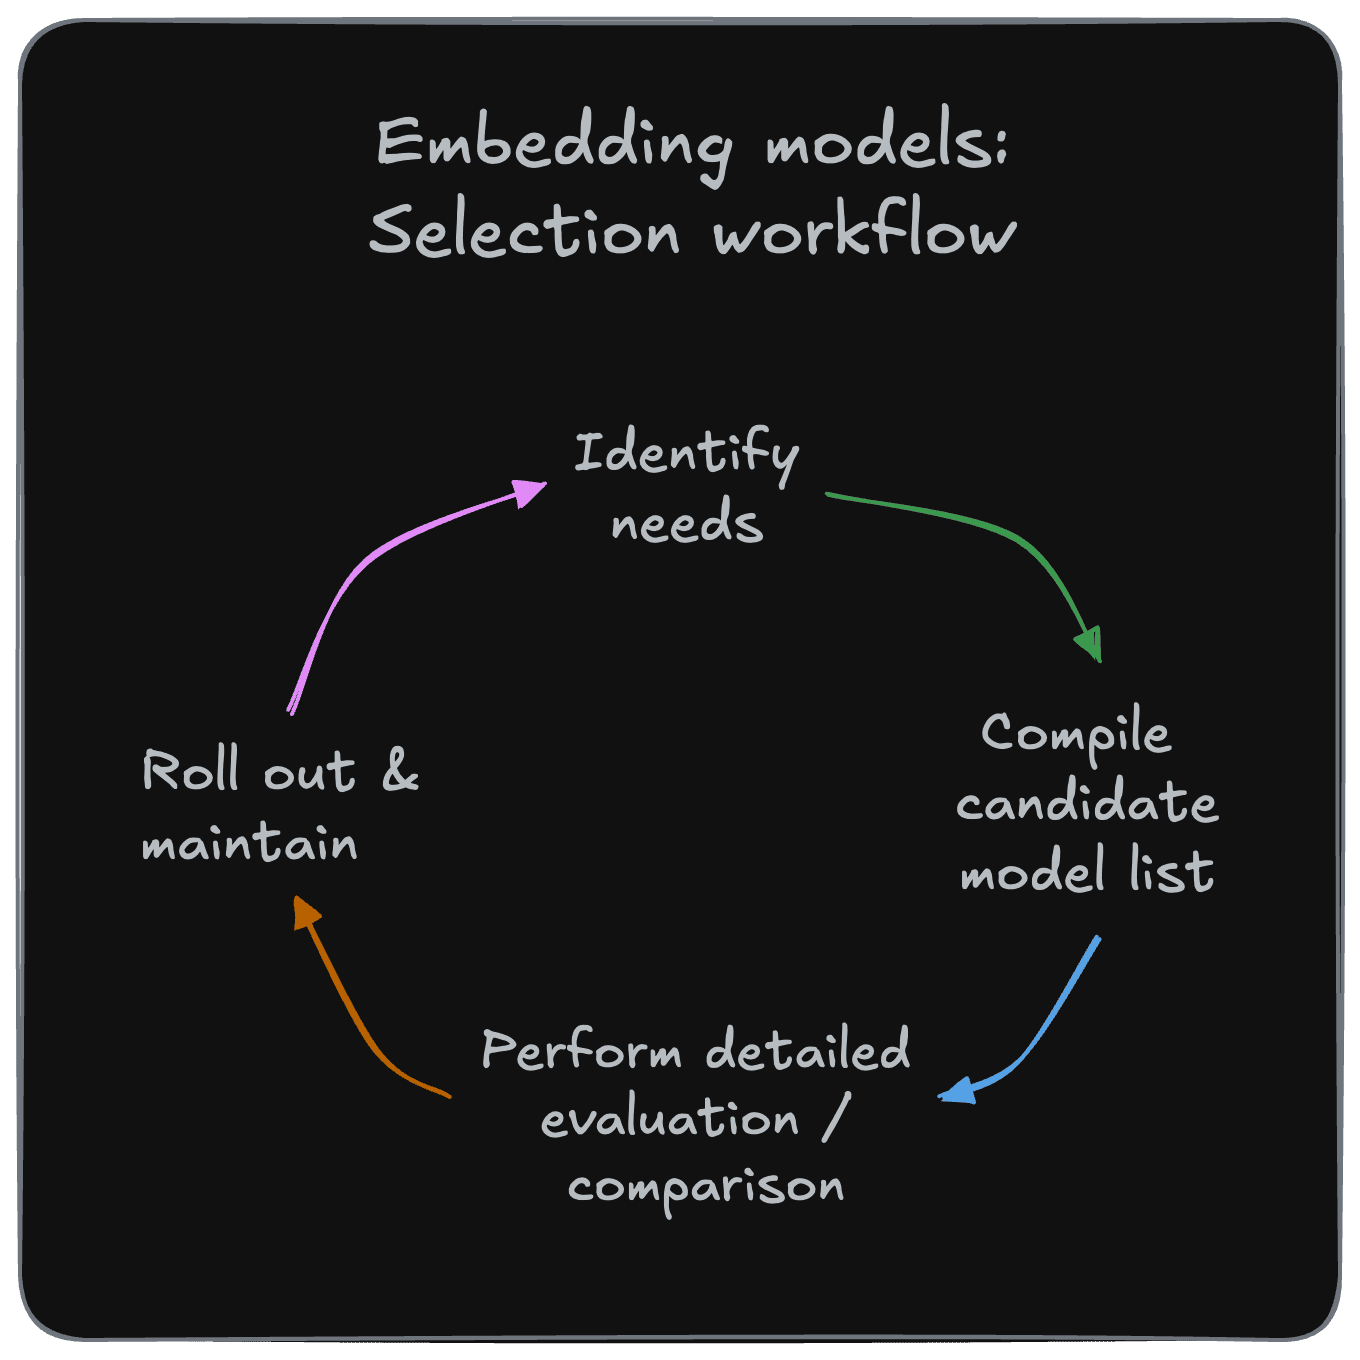 Embedding models:
Selection workflow
Identify
needs
Compile
candidate
model list
Perform detailed
evaluation /
comparison
Roll out &
maintain